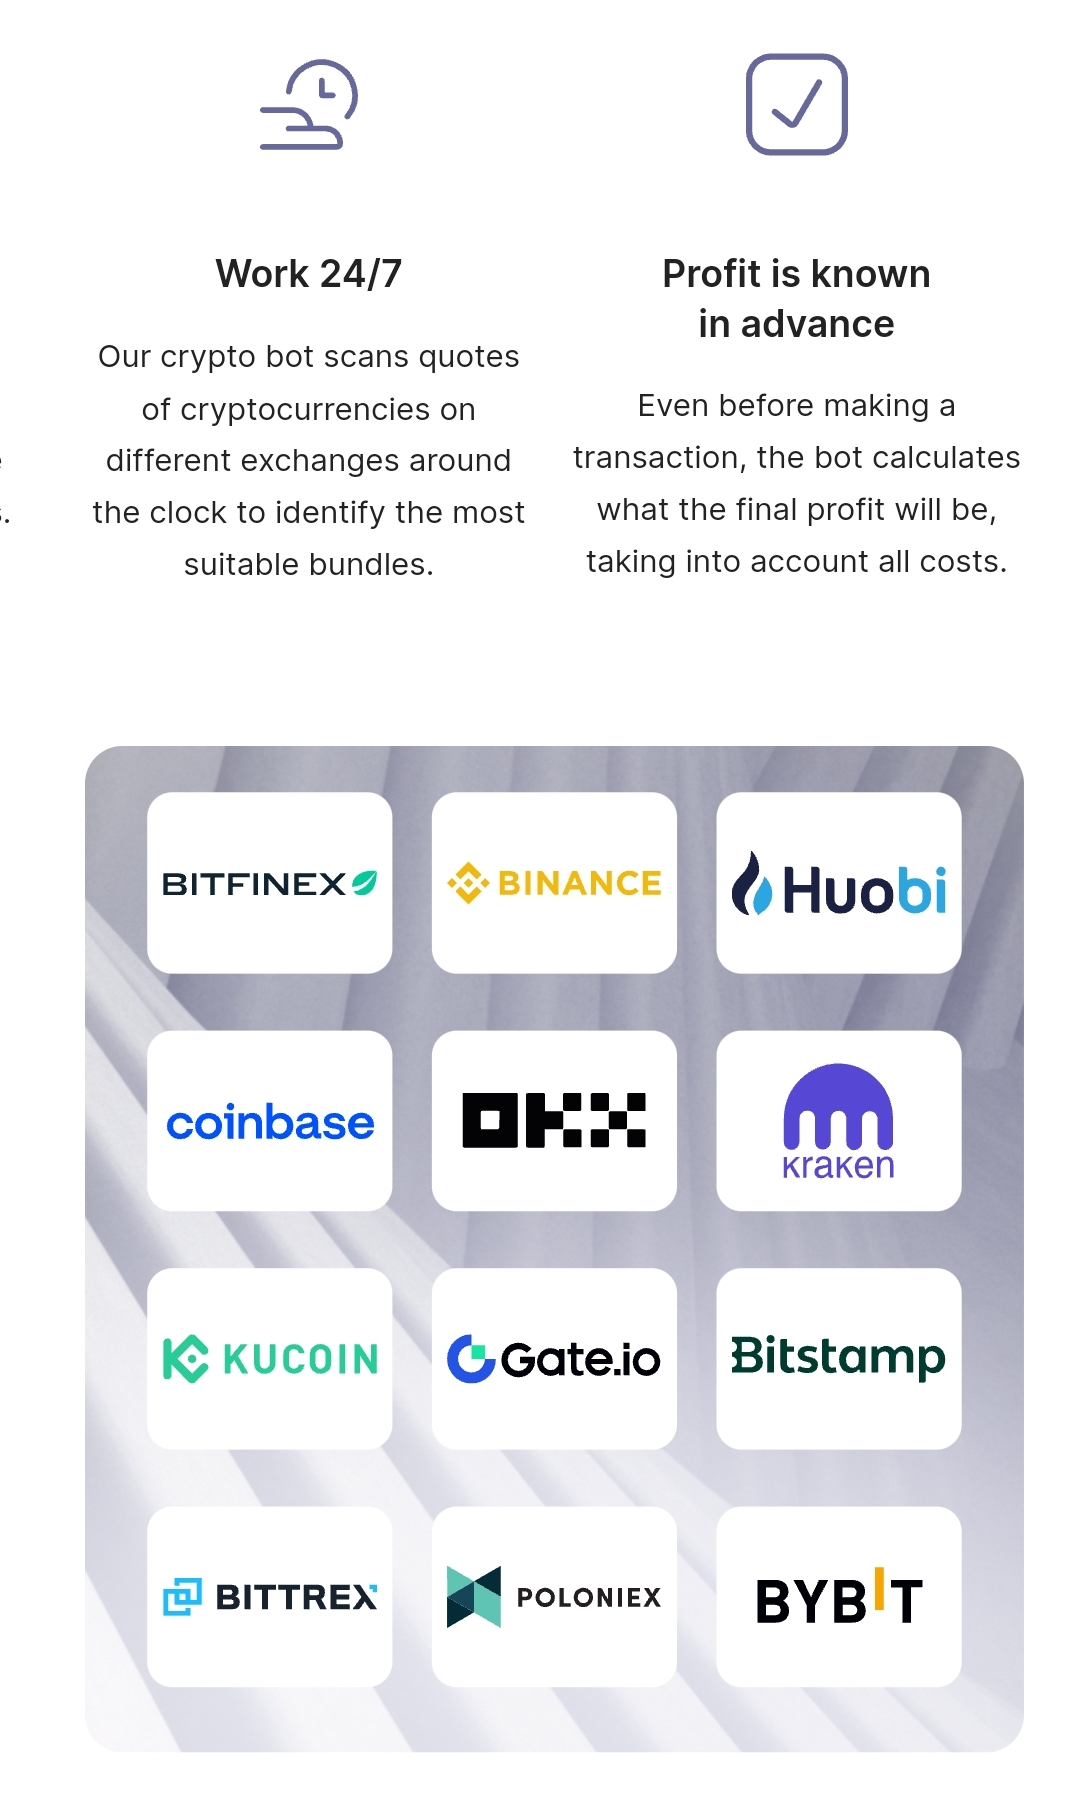 Work 24/7
Our crypto bot scans quotes
of cryptocurrencies on
different exchanges around
the clock to identify the most
suitable bundles.
Profit is known
in advance
Even before making a
transaction, the bot calculates
what the final profit will be,
taking into account all costs.
BITFINEX
BINANCE
Huobi
coinbase
OKX
kraken
KUCOIN
Gate.io
Bitstamp
BITTREX
POLONIEX
BYBIT